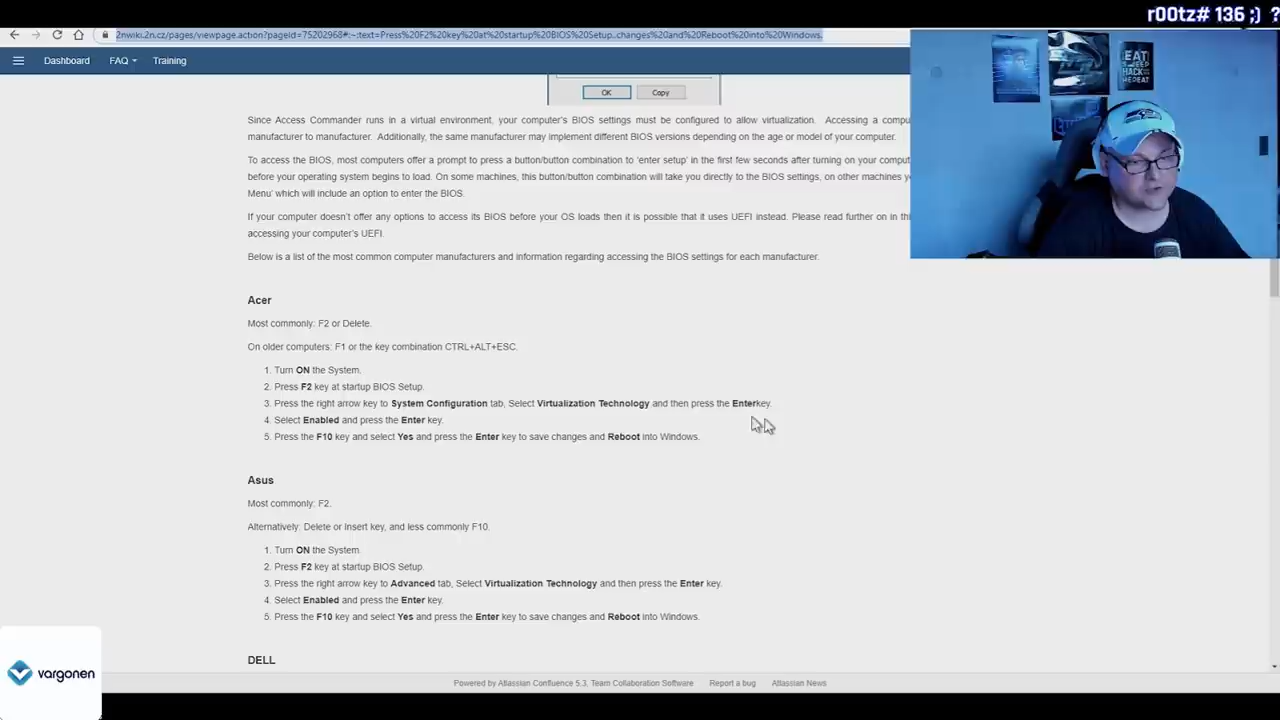 r00tz# 136 ;) ?
2nwiki.2n.cz/pages/viewpage.action?pageid=75202968#:~:text=Press%20F2%20key%20at%20startup%20BIOS%20Setup.,changes%20and%20Reboot%20into%20Windows.
Dashboard FAQ Training
EAT
SLEEP
HACK
REPEAT
OK Copy
Since Access Commander runs in a virtual environment, your computer's BIOS settings must be configured to allow virtualization. Accessing a compu
manufacturer to manufacturer. Additionally, the same manufacturer may implement different BIOS versions depending on the age or model of your computer.
To access the BIOS, most computers offer a prompt to press a button/button combination to 'enter setup' in the first few seconds after turning on your comput
before your operating system begins to load. On some machines, this button/button combination will take you directly to the BIOS settings, on other machines y
Menu' which will include an option to enter the BIOS.
If your computer doesn't offer any options to access its BIOS before your OS loads then it is possible that it uses UEFI instead. Please read further on in thi
accessing your computer's UEFI.
Below is a list of the most common computer manufacturers and information regarding accessing the BIOS settings for each manufacturer.
Acer
Most commonly: F2 or Delete.
On older computers: F1 or the key combination CTRL+ALT+ESC.
1. Turn ON the System.
2. Press F2 key at startup BIOS Setup.
3. Press the right arrow key to System Configuration tab, Select Virtualization Technology and then press the Enterkey.
4. Select Enabled and press the Enter key.
5. Press the F10 key and select Yes and press the Enter key to save changes and Reboot into Windows.
Asus
Most commonly: F2.
Alternatively: Delete or Insert key, and less commonly F10.
1. Turn ON the System.
2. Press F2 key at startup BIOS Setup.
3. Press the right arrow key to Advanced tab, Select Virtualization Technology and then press the Enter key.
4. Select Enabled and press the Enter key.
5. Press the F10 key and select Yes and press the Enter key to save changes and Reboot into Windows.
DELL
vargonen
Powered by Atlassian Confluence 5.3, Team Collaboration Software Report a bug Atlassian News